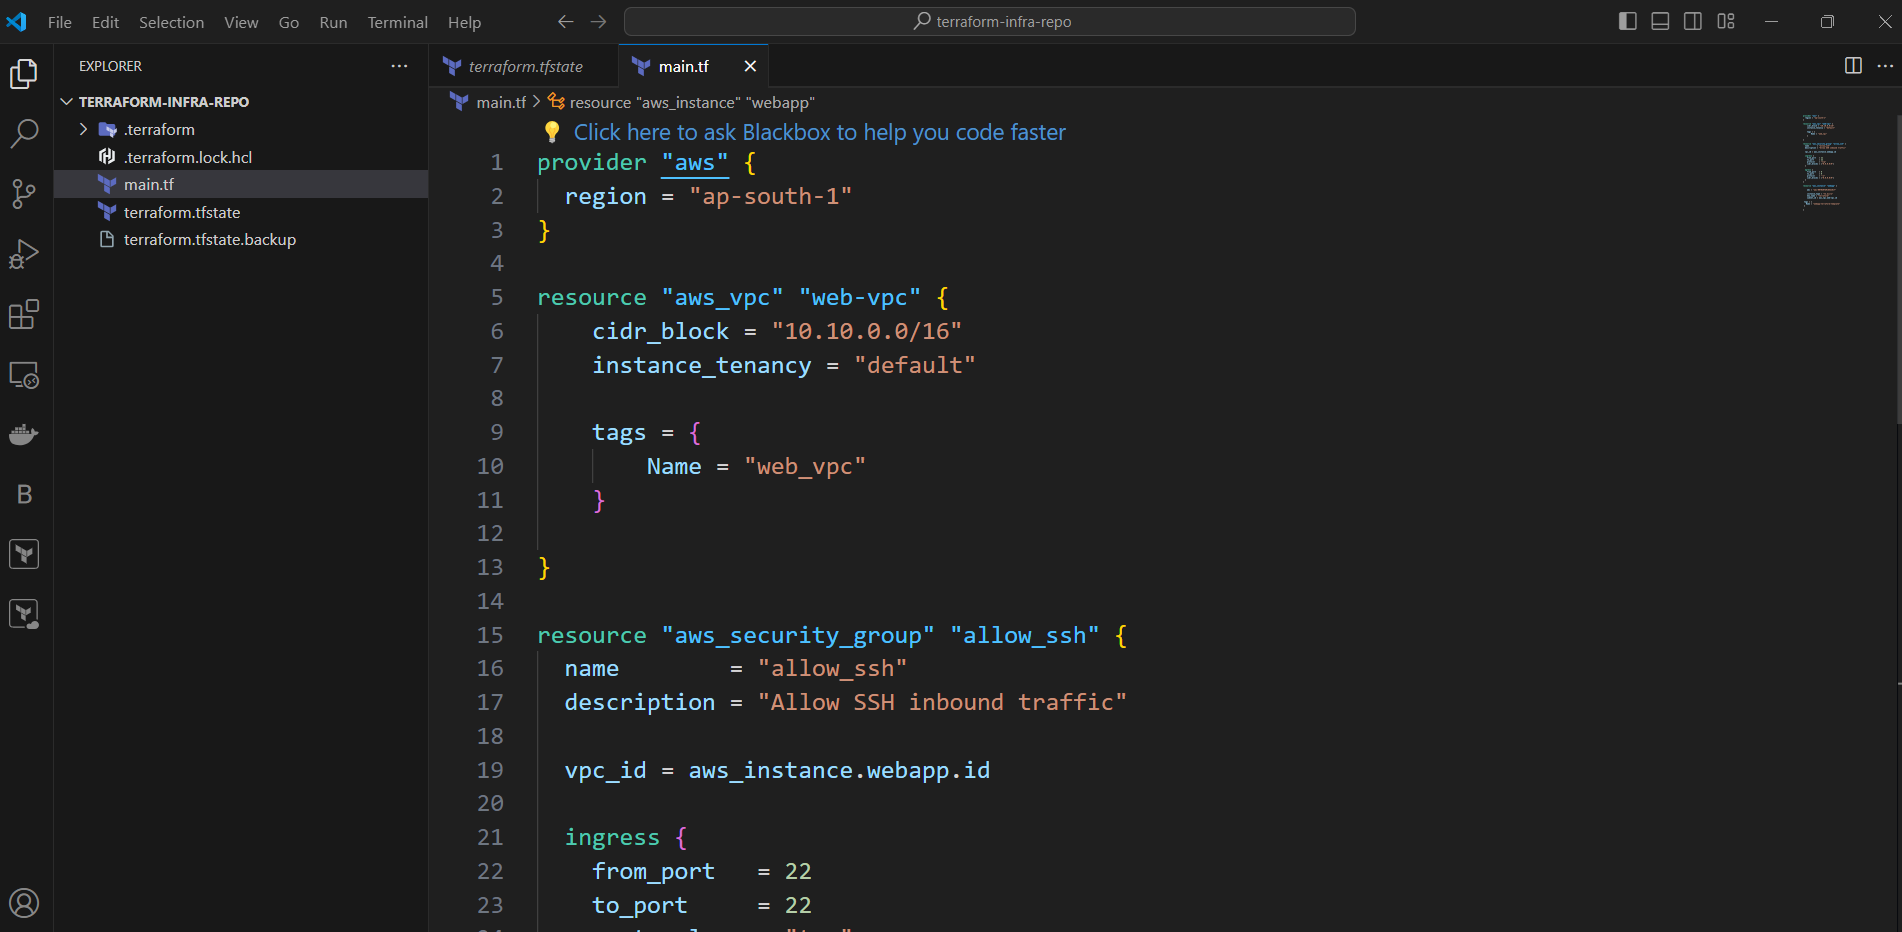 File Edit Selection View Go Run Terminal Help
terraform-infra-repo
EXPLORER
TERRAFORM-INFRA-REPO
.terraform
.terraform.lock.hcl
main.tf
terraform.tfstate
terraform.tfstate.backup
B
terraform.tfstate main.tf
main.tf > resource "aws_instance" "webapp"
Click here to ask Blackbox to help you code faster
1 provider "aws" {
2 region = "ap-south-1"
3 }
4
5 resource "aws_vpc" "web-vpc" {
6 cidr_block = "10.10.0.0/16"
7 instance_tenancy = "default"
8
9 tags = {
10 Name = "web_vpc"
11 }
12
13 }
14
15 resource "aws_security_group" "allow_ssh" {
16 name = "allow_ssh"
17 description = "Allow SSH inbound traffic"
18
19 vpc_id = aws_instance.webapp.id
20
21 ingress {
22 from_port = 22
23 to_port = 22